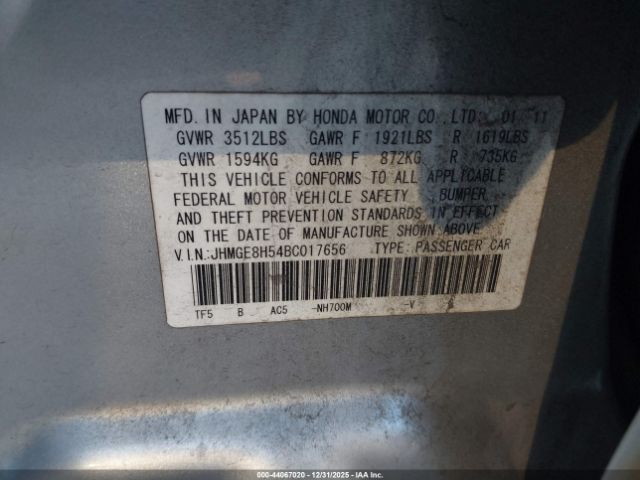 MFD. IN JAPAN BY HONDA MOTOR CO.,LTD. 01 11
GVWR 3512LBS GAWR F 1921LBS R 1619LBS
GVWR 1594KG GAWR F 872KG R 735KG
THIS VEHICLE CONFORMS TO ALL APPLICABLE
FEDERAL MOTOR VEHICLE SAFETY , BUMPER
AND THEFT PREVENTION STANDARDS IN EFFECT
ON THE DATE OF MANUFACTURE SHOWN ABOVE.
V.I.N:JHMGE8H54BC017656 TYPE:PASSENGER CAR
TF5 B AC5 -NH700M -V
000-44067020 | 12/31/2025 - IAA Inc.